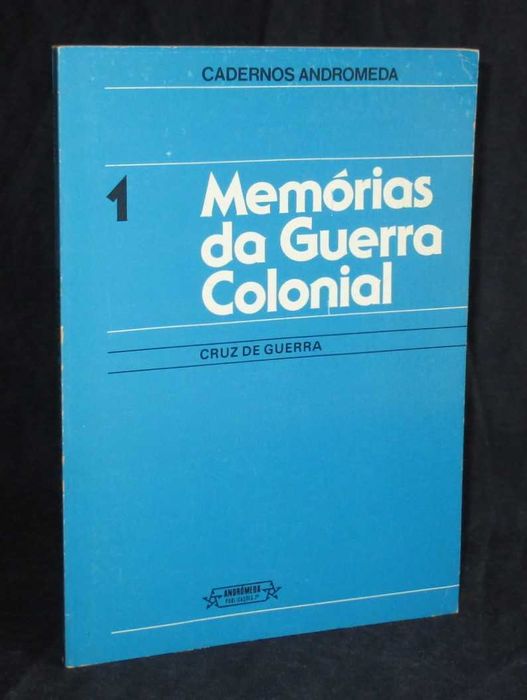 CADERNOS ANDROMEDA
1
Memórias
da Guerra
Colonial
CRUZ DE GUERRA
ANDRÓMEDA